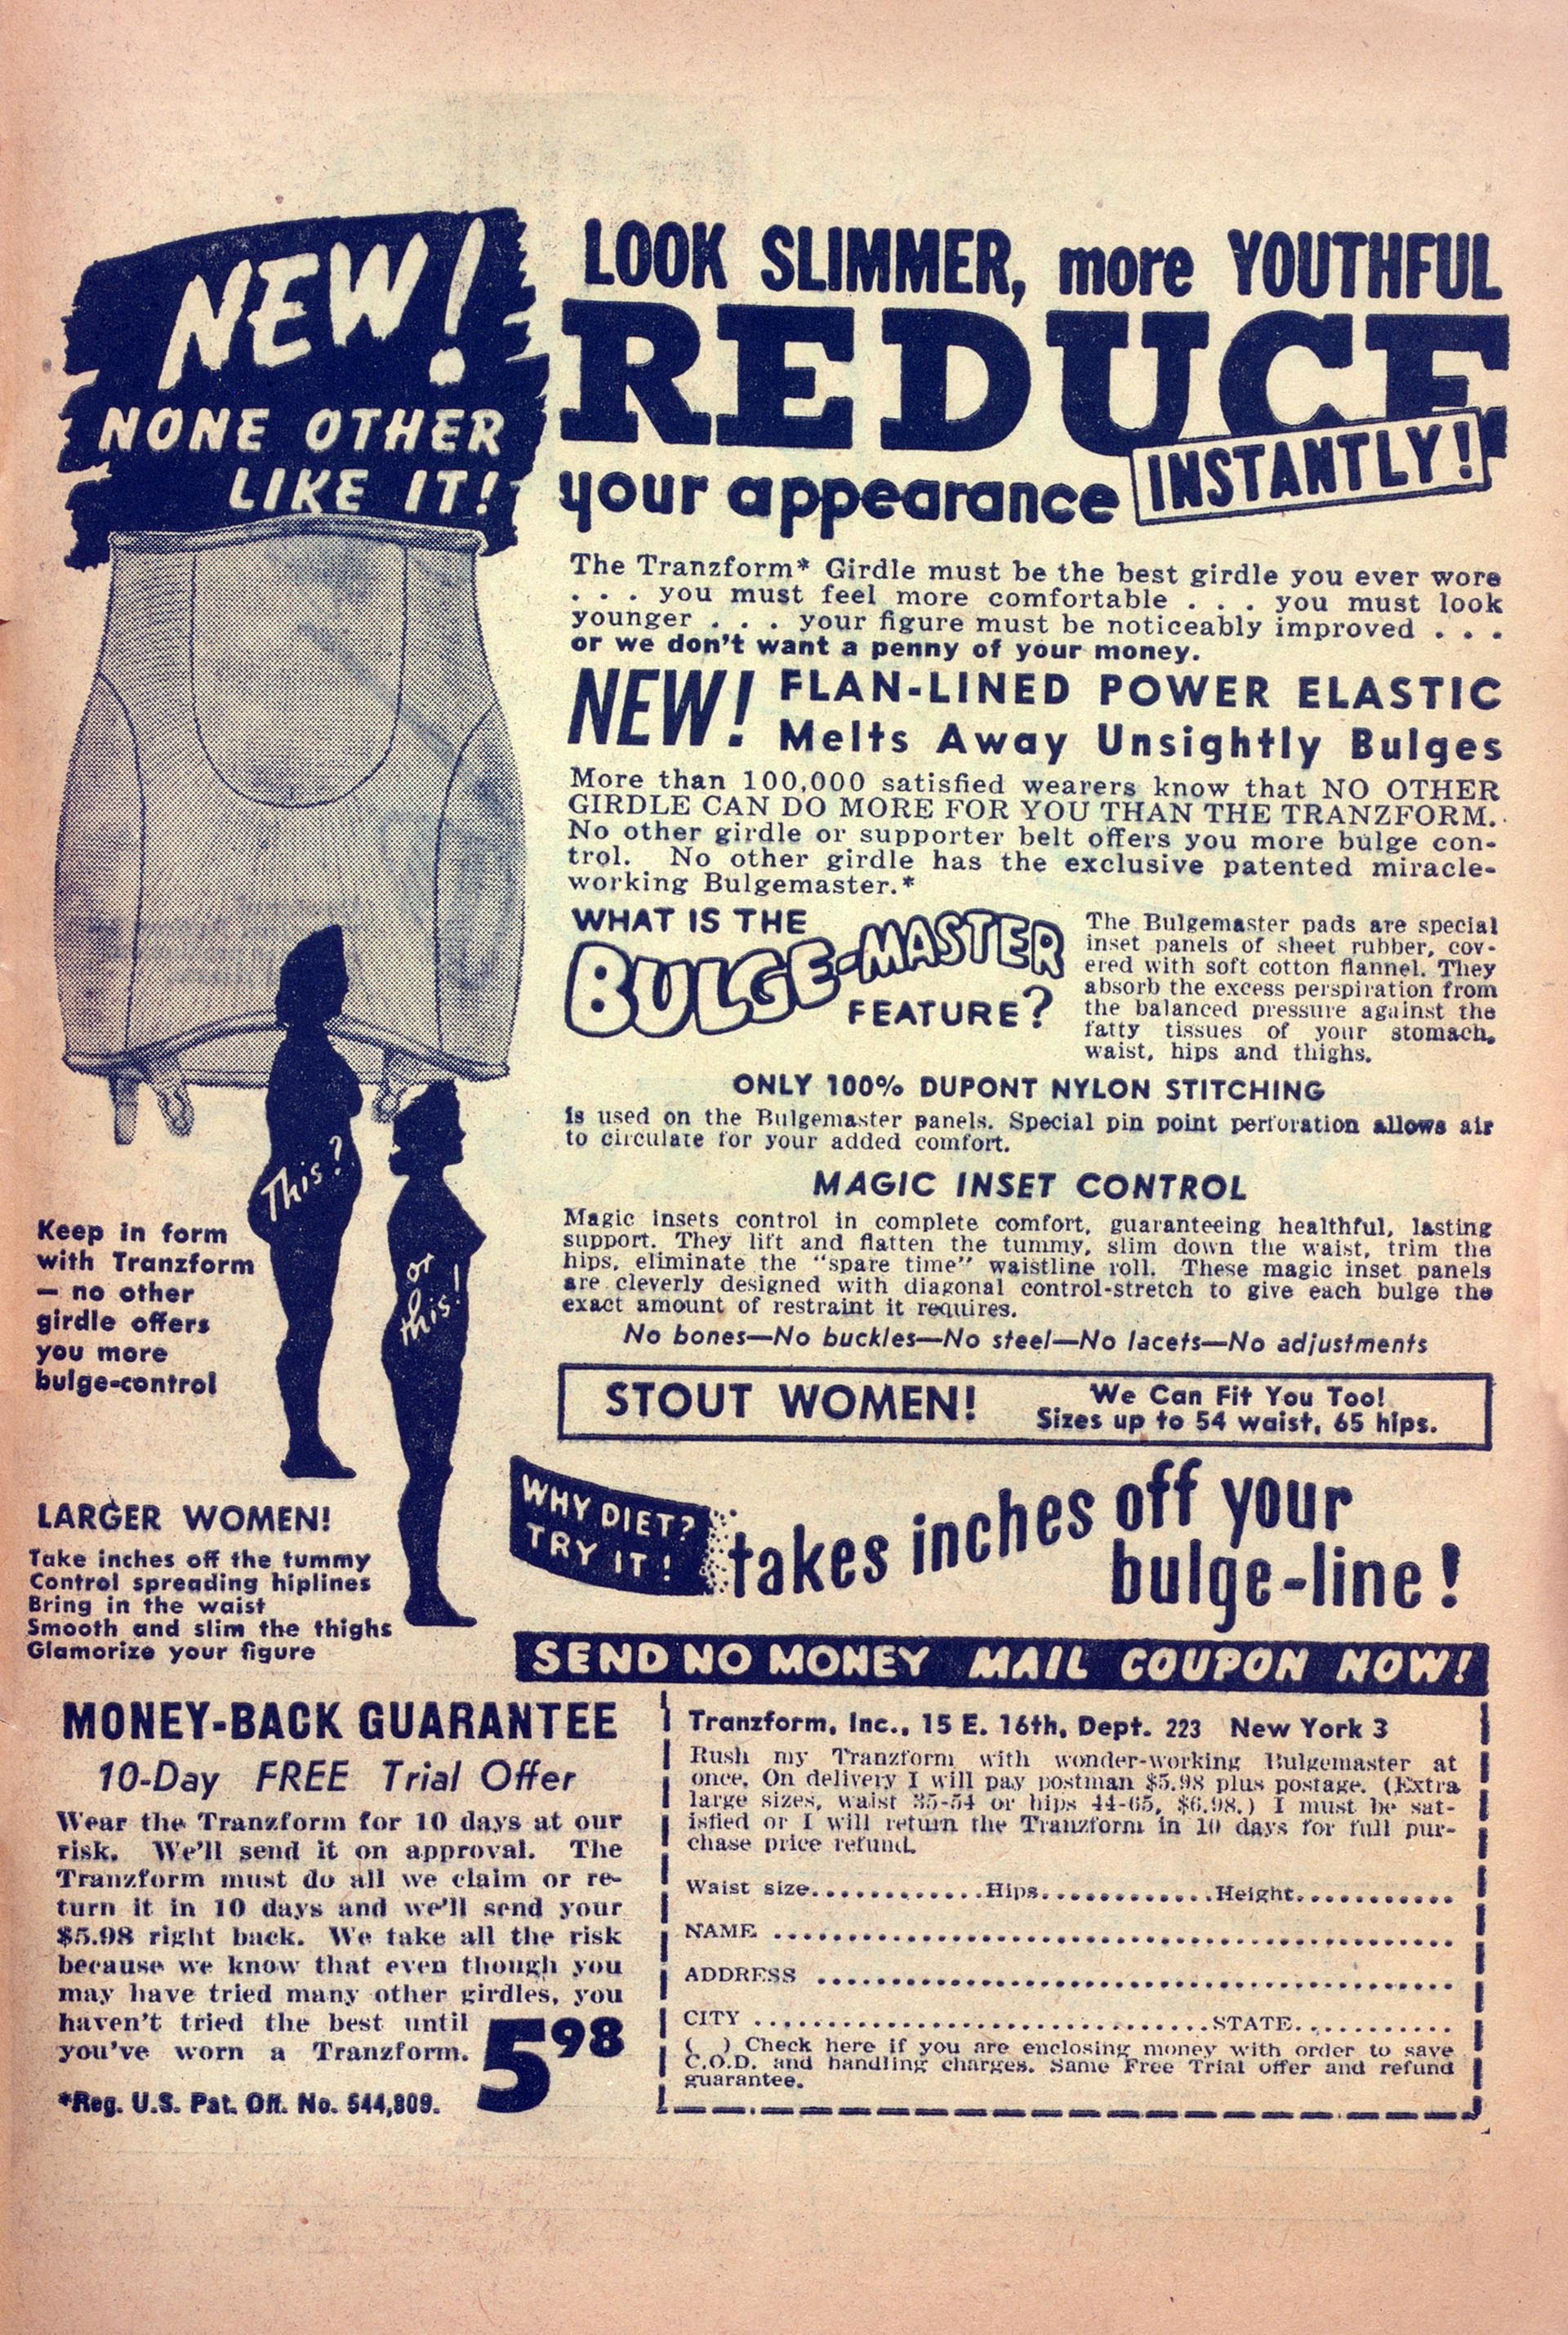 NEW!
NONE OTHER
LIKE IT!
LOOK SLIMMER, more YOUTHFUL
REDUCE
your appearance INSTANTLY!
The Tranzform* Girdle must be the best girdle you ever wore
. . . you must feel more comfortable . . . you must look
younger . . . your figure must be noticeably improved . . .
or we don't want a penny of your money.
NEW! FLAN-LINED POWER ELASTIC
Melts Away Unsightly Bulges
More than 100,000 satisfied wearers know that NO OTHER
GIRDLE CAN DO MORE FOR YOU THAN THE TRANZFORM.
No other girdle or supporter belt offers you more bulge con-
trol. No other girdle has the exclusive patented miracle-
working Bulgemaster.*
WHAT IS THE
BULGE-MASTER
FEATURE?
The Bulgemaster pads are special
inset panels of sheet rubber, cov-
ered with soft cotton flannel. They
absorb the excess perspiration from
the balanced pressure against the
fatty tissues of your stomach,
waist, hips and thighs.
ONLY 100% DUPONT NYLON STITCHING
is used on the Bulgemaster panels. Special pin point perforation allows air
to circulate for your added comfort.
MAGIC INSET CONTROL
Magic insets control in complete comfort, guaranteeing healthful, lasting
support. They lift and flatten the tummy, slim down the waist, trim the
hips, eliminate the "spare time" waistline roll. These magic inset panels
are cleverly designed with diagonal control-stretch to give each bulge the
exact amount of restraint it requires.
No bones—No buckles—No steel—No lacets—No adjustments
STOUT WOMEN!
We Can Fit You Too!
Sizes up to 54 waist, 65 hips.
This?
or
this!
Keep in form
with Tranzform
— no other
girdle offers
you more
bulge-control
LARGER WOMEN!
Take inches off the tummy
Control spreading hiplines
Bring in the waist
Smooth and slim the thighs
Glamorize your figure
WHY DIET?
TRY IT!
takes inches off your
bulge-line!
SEND NO MONEY MAIL COUPON NOW!
MONEY-BACK GUARANTEE
10-Day FREE Trial Offer
Wear the Tranzform for 10 days at our
risk. We'll send it on approval. The
Tranzform must do all we claim or re-
turn it in 10 days and we'll send your
$5.98 right back. We take all the risk
because we know that even though you
may have tried many other girdles, you
haven't tried the best until
you've worn a Tranzform.
5 98
*Reg. U.S. Pat. Off. No. 544,809.
Tranzform, Inc., 15 E. 16th, Dept. 223 New York 3
Rush my Tranzform with wonder-working Bulgemaster at
once. On delivery I will pay postman $5.98 plus postage. (Extra
large sizes, waist 35-54 or hips 44-65, $6.98.) I must be sat-
isfied or I will return the Tranzform in 10 days for full pur-
chase price refund.
Waist size............Hips............Height...........
NAME ................................................
ADDRESS .............................................
CITY ................................STATE...........
( ) Check here if you are enclosing money with order to save
C.O.D. and handling charges. Same Free Trial offer and refund
guarantee.